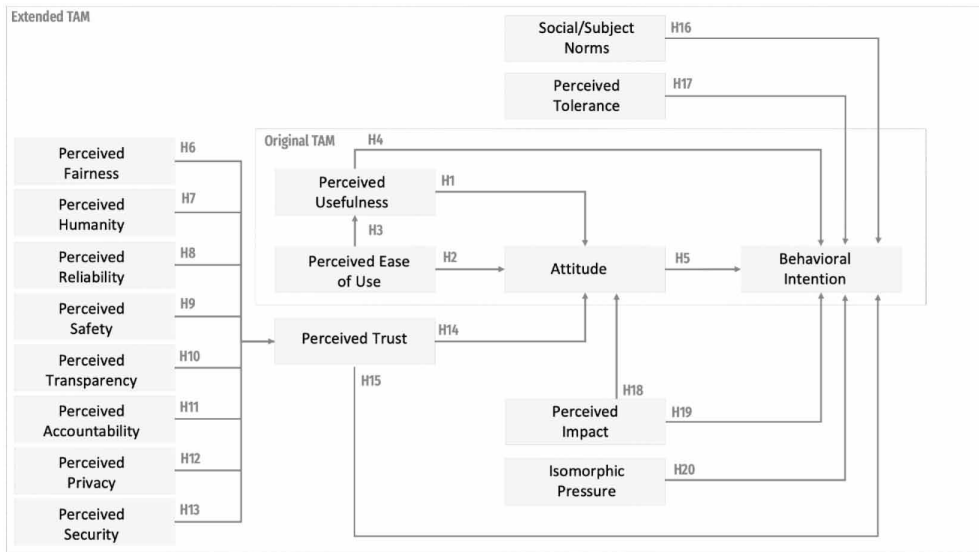 Extended TAM
Social/Subject
Norms
H16
Perceived
Tolerance
H17
Original TAM
H4
Perceived
Fairness
H6
Perceived
Usefulness
H1
Perceived
Humanity
H7
H3
Perceived
Reliability
H8
Perceived Ease
of Use
H2
Attitude
H5
Behavioral
Intention
Perceived
Safety
H9
Perceived Trust
H14
Perceived
Transparency
H10
H15
H18
Perceived
Accountability
H11
Perceived
Impact
H19
Perceived
Privacy
H12
Isomorphic
Pressure
H20
Perceived
Security
H13